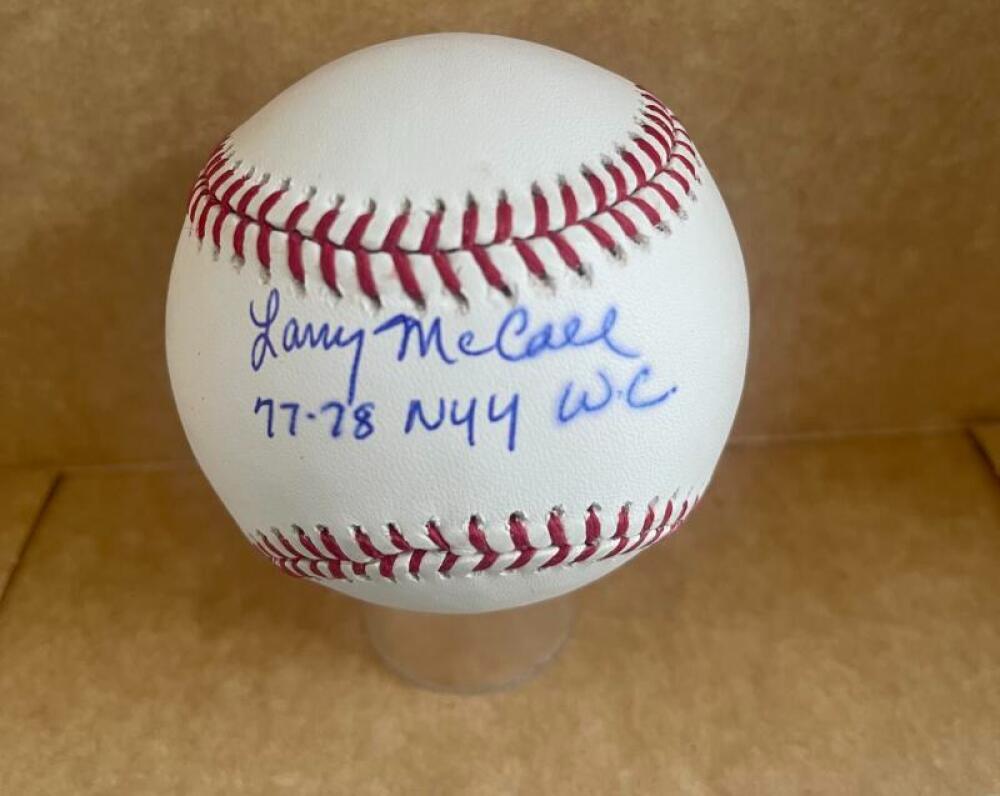 Larry McCall
77-78 NYY W.C.